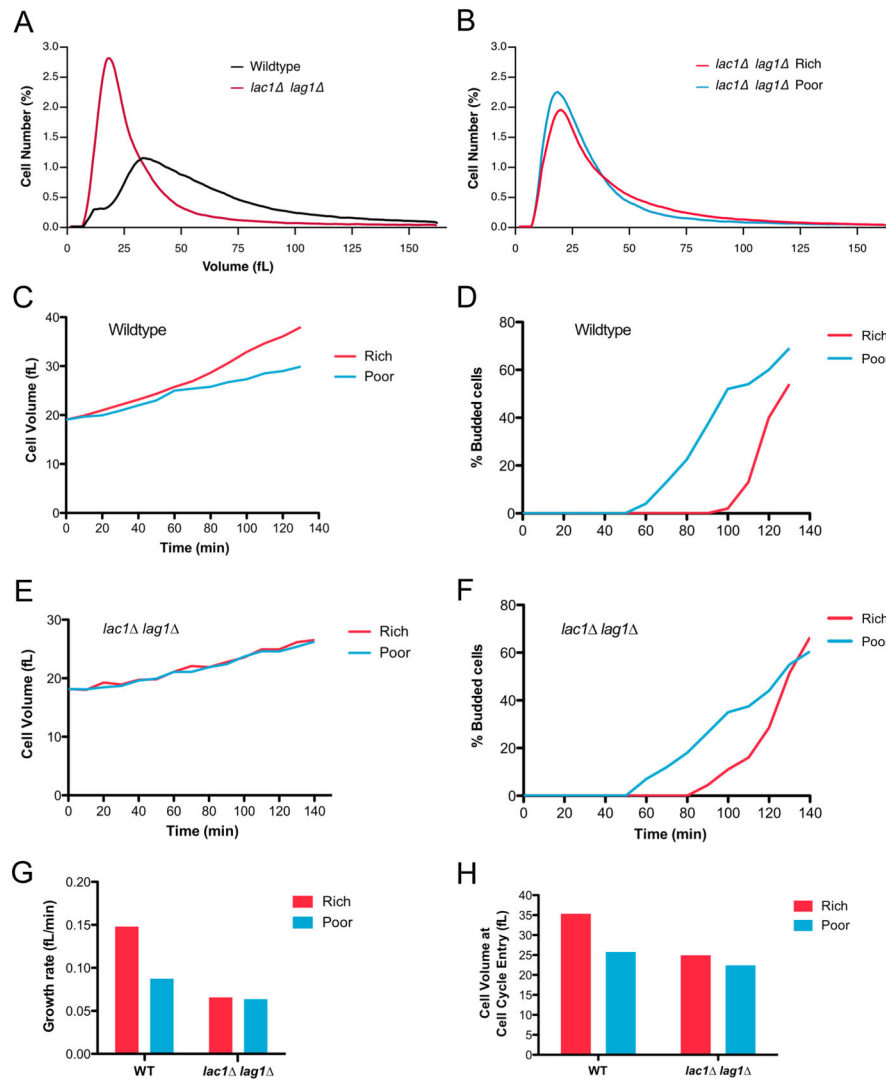 A
Cell Number (%)
3.0
2.5
2.0
1.5
1.0
0.5
0
0
25
50
75
100
125
150
Volume (fL)
Wildtype
lac1Δ lag1Δ
B
Cell Number (%)
3.0
2.5
2.0
1.5
1.0
0.5
0
0
25
50
75
100
125
150
lac1Δ lag1Δ Rich
lac1Δ lag1Δ Poor
C
Wildtype
Cell Volume (fL)
40
30
20
10
0
0 20 40 60 80 100 120 140
Time (min)
Rich
Poor
D
Wildtype
% Budded cells
80
60
40
20
0
0 20 40 60 80 100 120 140
Rich
Poor
E
lac1Δ lag1Δ
Cell Volume (fL)
30
20
10
0
0 20 40 60 80 100 120 140
Time (min)
Rich
Poor
F
lac1Δ lag1Δ
% Budded cells
80
60
40
20
0
0 20 40 60 80 100 120 140
Time (min)
Rich
Poor
G
Growth rate (fL/min)
0.20
0.15
0.10
0.05
0.00
WT
lac1Δ lag1Δ
Rich
Poor
H
Cell Volume at
Cell Cycle Entry (fL)
40
35
30
25
20
15
10
5
0
WT
lac1Δ lag1Δ
Rich
Poor